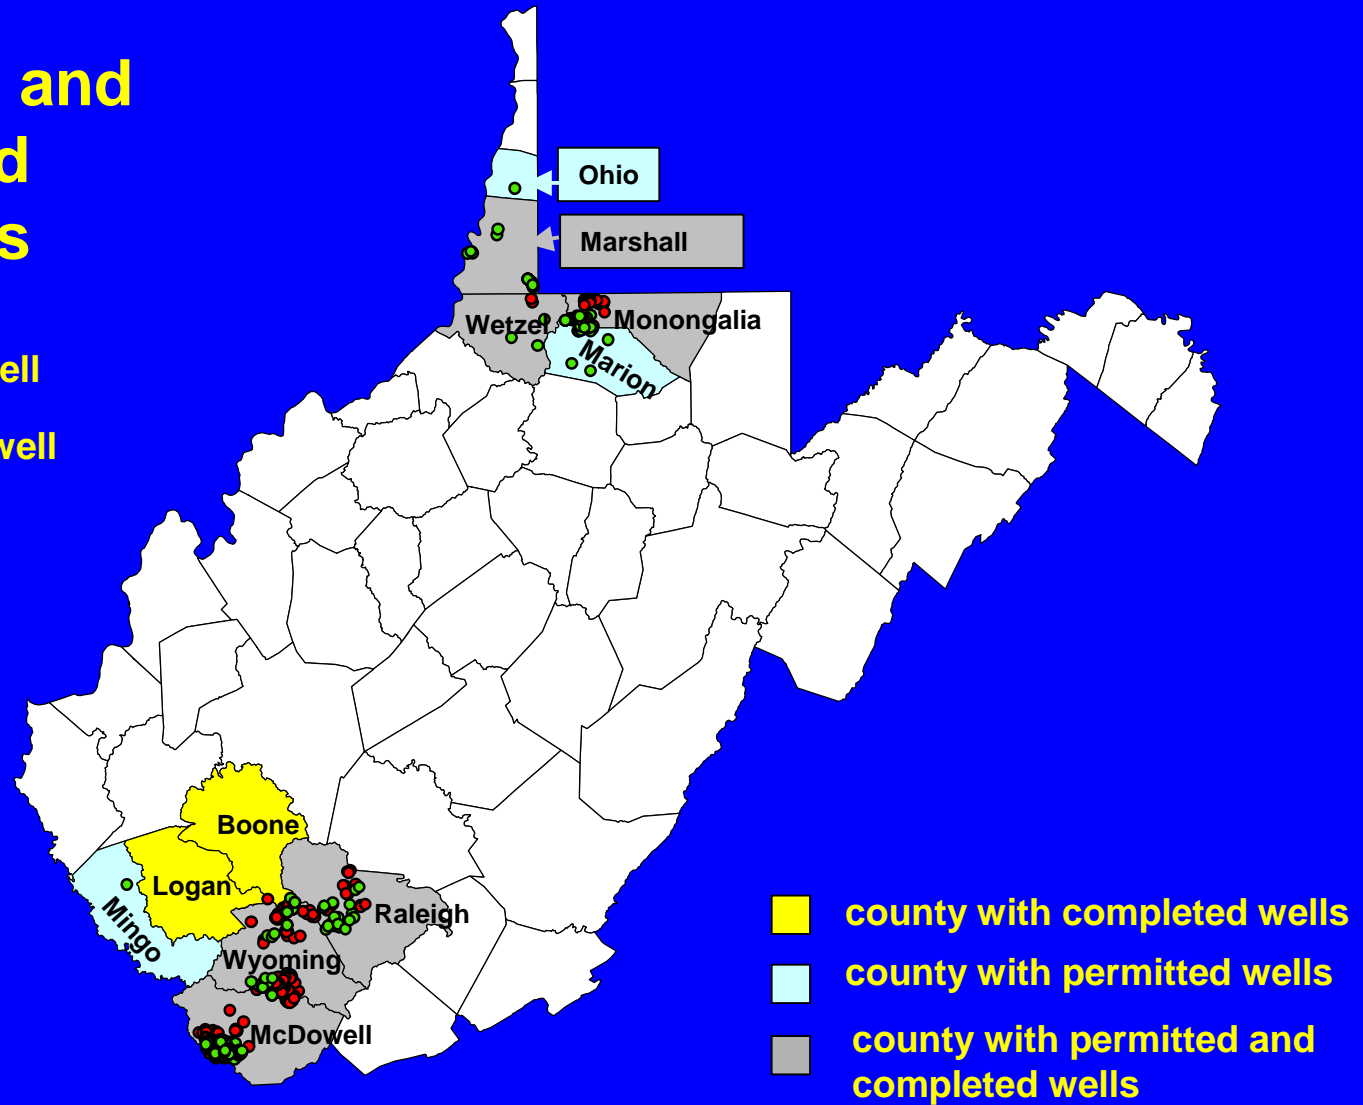 and
d
s
ell
well
Ohio
Marshall
Wetzel
Monongalia
Marion
Boone
Logan
Mingo
Raleigh
Wyoming
McDowell
county with completed wells
county with permitted wells
county with permitted and
completed wells